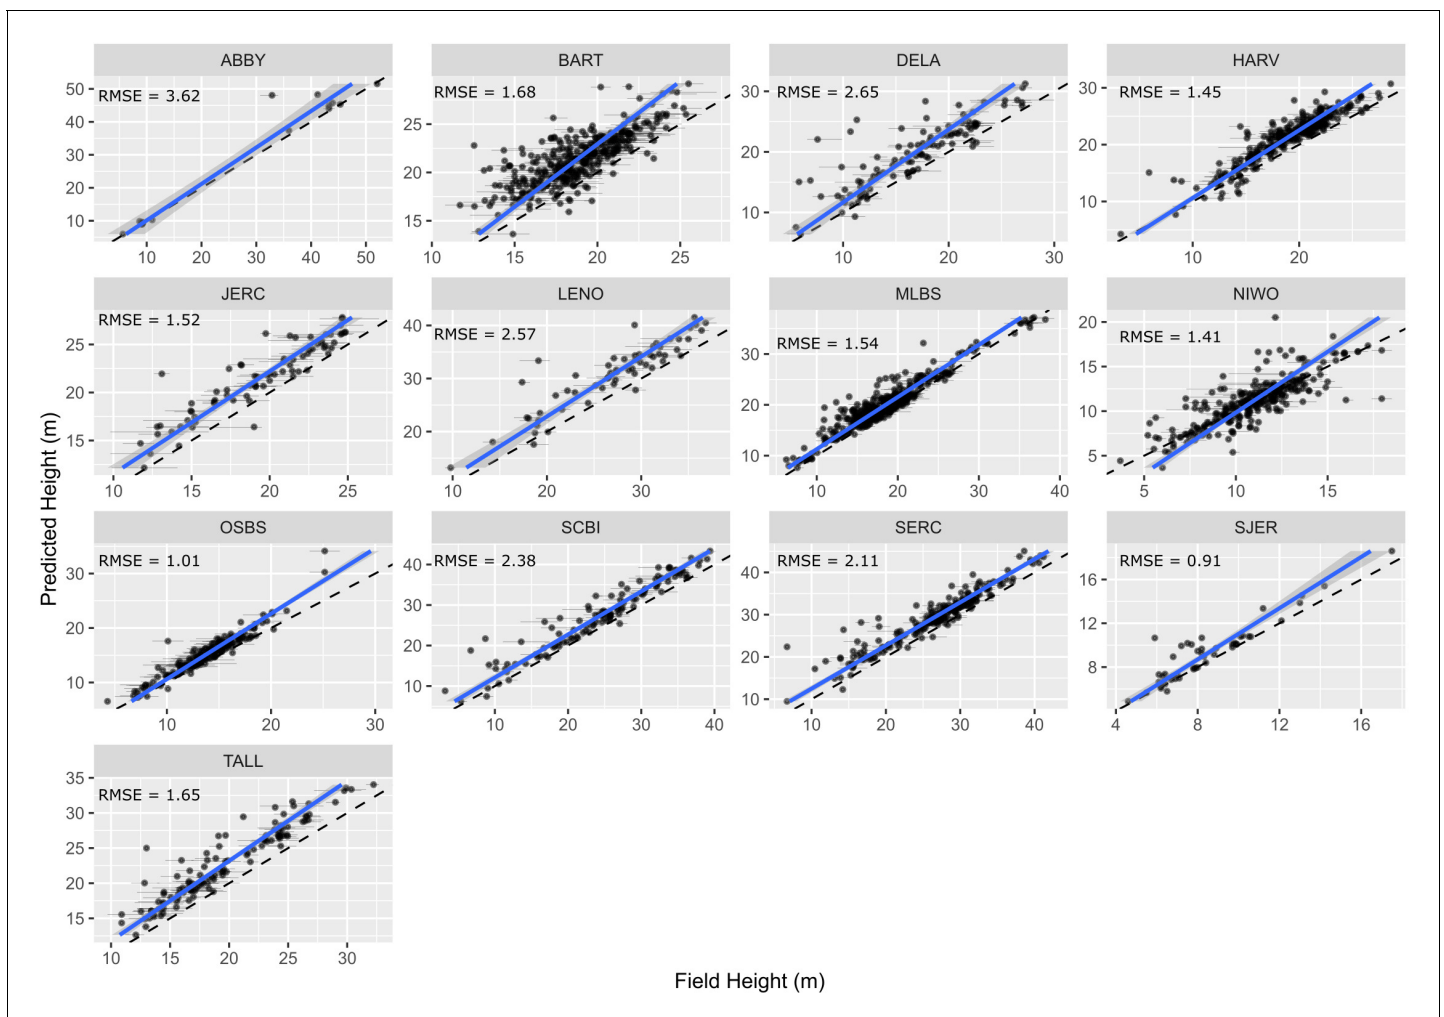 ABBY BART DELA HARV
RMSE = 3.62 RMSE = 1.68 RMSE = 2.65 RMSE = 1.45
50
40
30
20
10
25
20
15
30
20
10
30
20
10
10 20 30 40 50
10 15 20 25
10 20 30
10 20
JERC LENO MLBS NIWO
RMSE = 1.52 RMSE = 2.57 RMSE = 1.54 RMSE = 1.41
25
20
15
40
30
20
30
20
10
20
15
10
5
10 15 20 25
10 20 30
10 20 30 40
5 10 15
Predicted Height (m)
OSBS SCBI SERC SJER
RMSE = 1.01 RMSE = 2.38 RMSE = 2.11 RMSE = 0.91
30
20
10
40
30
20
10
40
30
20
10
16
12
8
10 20 30
10 20 30 40
10 20 30 40
4 8 12 16
TALL
RMSE = 1.65
35
30
25
20
15
10 15 20 25 30
Field Height (m)